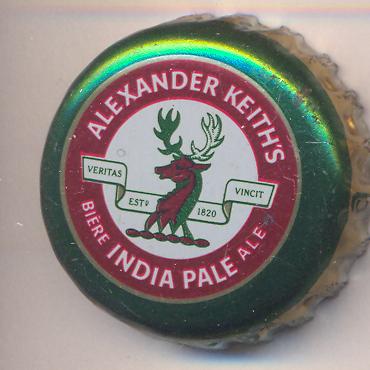 ALEXANDER KEITH'S
VERITAS
VINCIT
ESTD
1820
BIÈRE INDIA PALE ALE